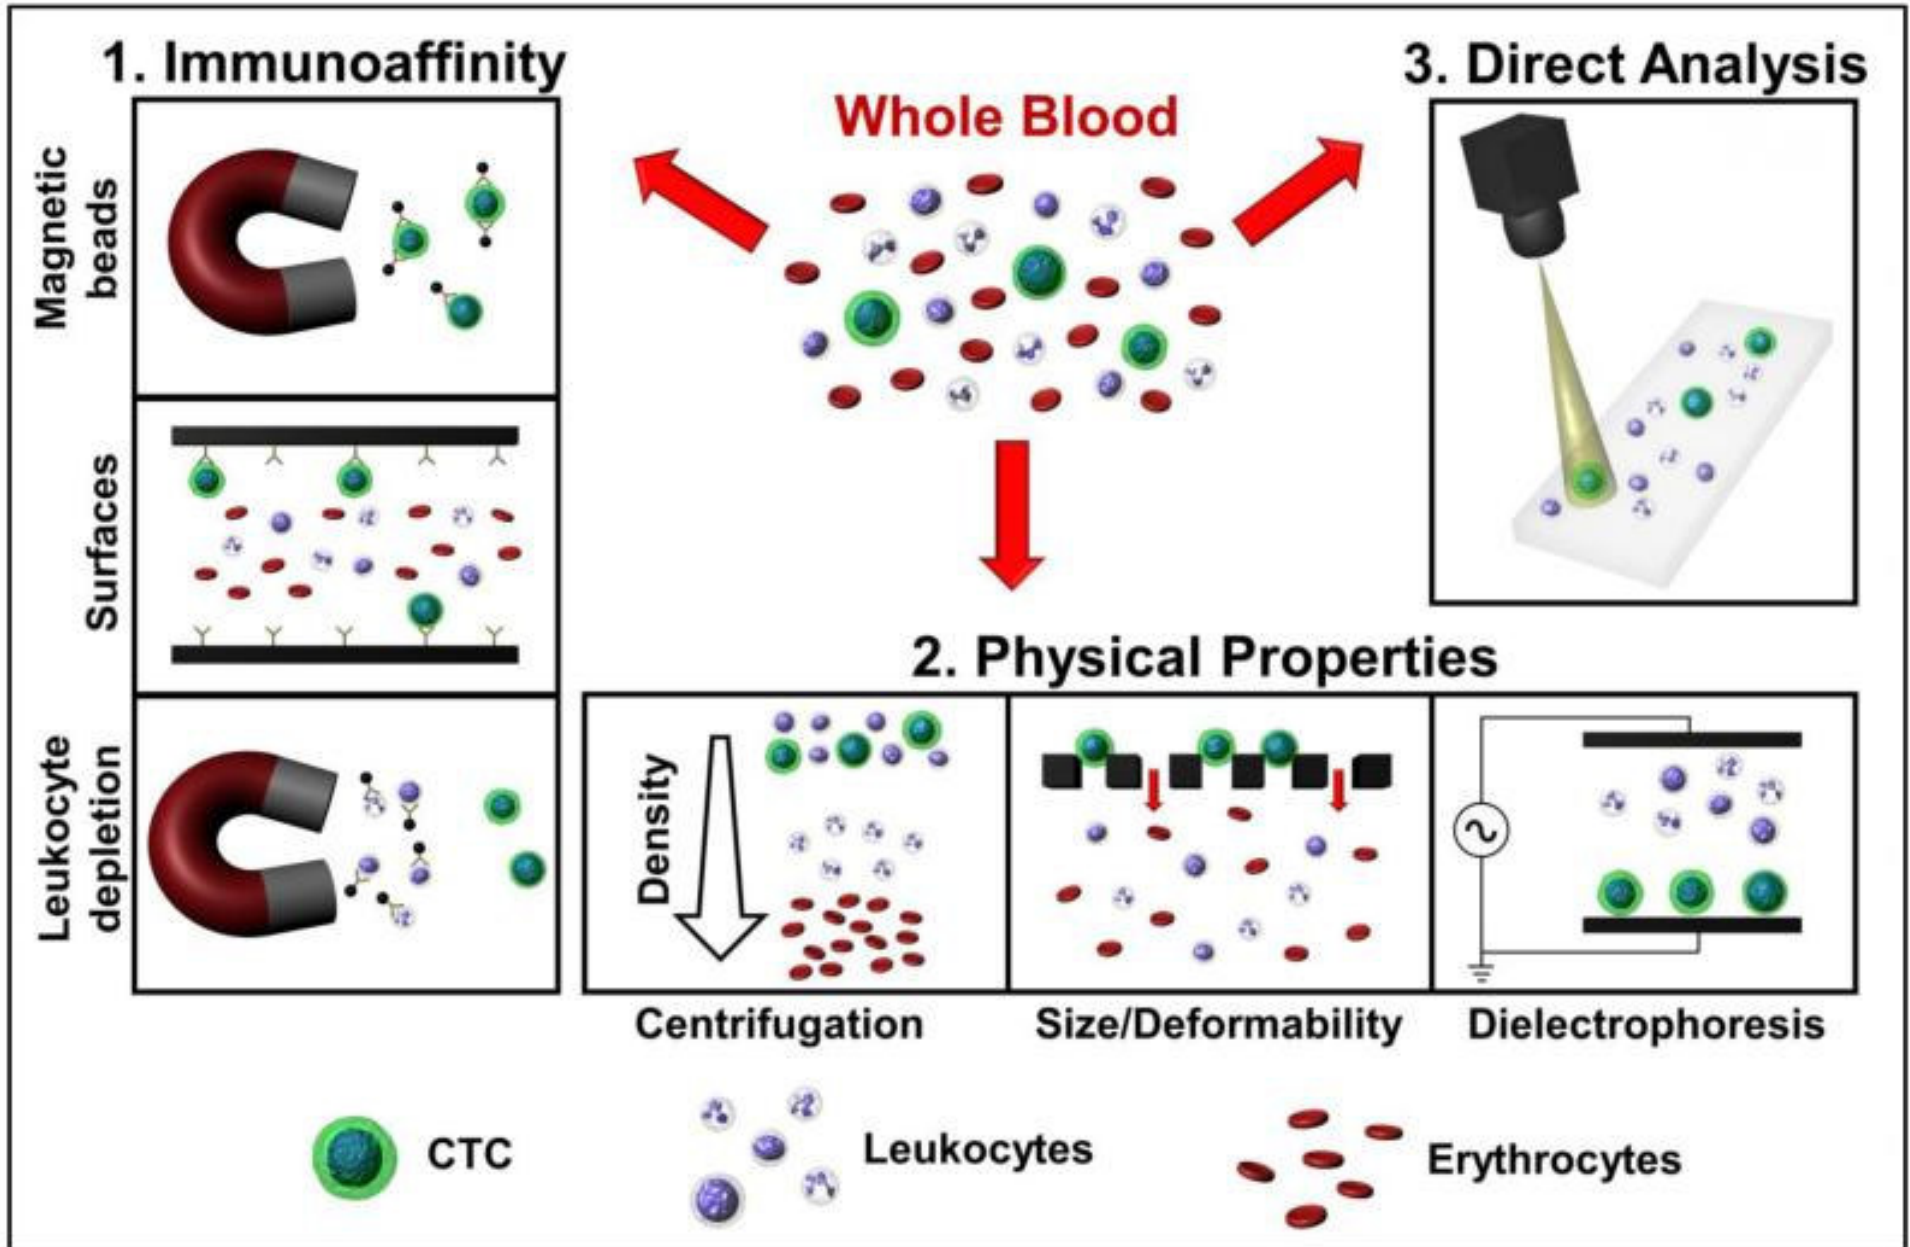 1. Immunoaffinity
3. Direct Analysis
Whole Blood
Magnetic
beads
Surfaces
Leukocyte
depletion
2. Physical Properties
Density
Centrifugation
Size/Deformability
Dielectrophoresis
CTC
Leukocytes
Erythrocytes